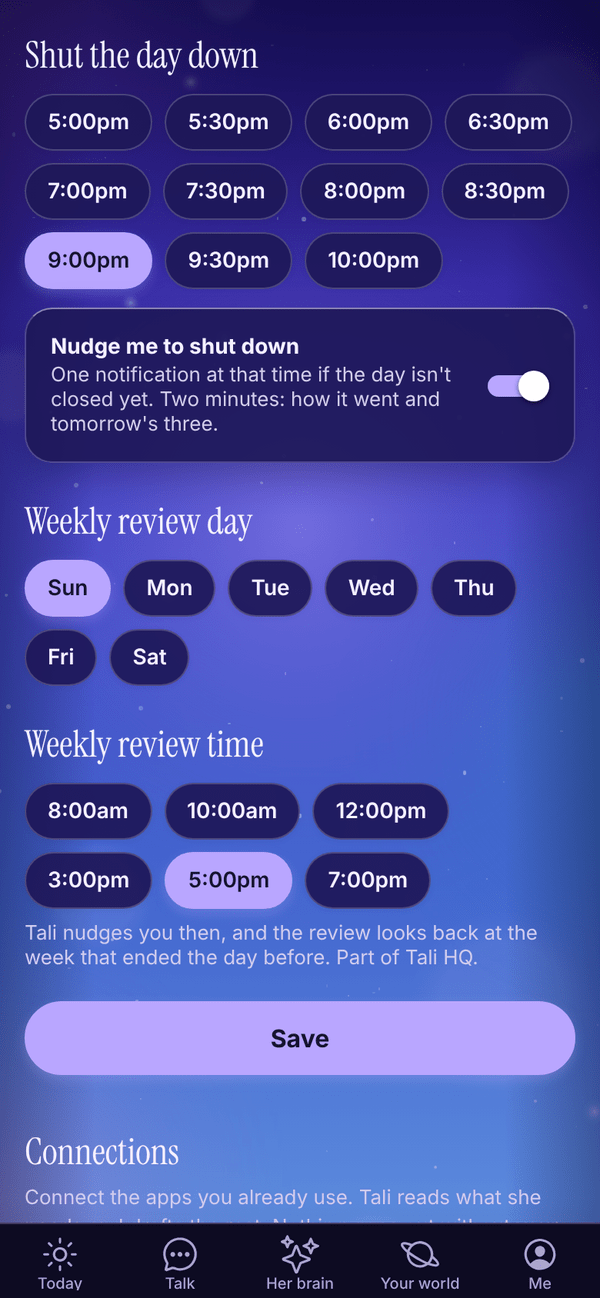 Shut the day down
5:00pm 5:30pm 6:00pm 6:30pm
7:00pm 7:30pm 8:00pm 8:30pm
9:00pm 9:30pm 10:00pm
Nudge me to shut down
One notification at that time if the day isn't
closed yet. Two minutes: how it went and
tomorrow's three.
Weekly review day
Sun Mon Tue Wed Thu
Fri Sat
Weekly review time
8:00am 10:00am 12:00pm
3:00pm 5:00pm 7:00pm
Tali nudges you then, and the review looks back at the
week that ended the day before. Part of Tali HQ.
Save
Connections
Connect the apps you already use. Tali reads what she
Today Talk Her brain Your world Me